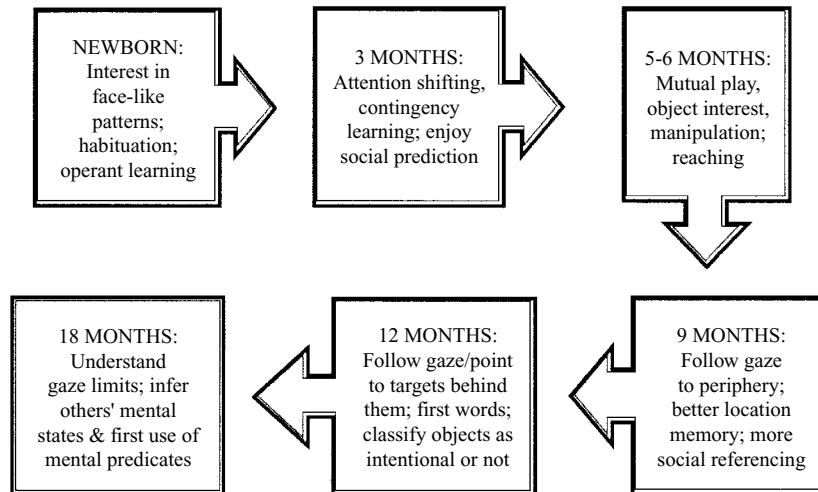 NEWBORN:
Interest in
face-like
patterns;
habituation;
operant learning
3 MONTHS:
Attention shifting,
contingency
learning; enjoy
social prediction
5-6 MONTHS:
Mutual play,
object interest,
manipulation;
reaching
9 MONTHS:
Follow gaze
to periphery;
better location
memory; more
social referencing
12 MONTHS:
Follow gaze/point
to targets behind
them; first words;
classify objects as
intentional or not
18 MONTHS:
Understand
gaze limits; infer
others' mental
states & first use of
mental predicates